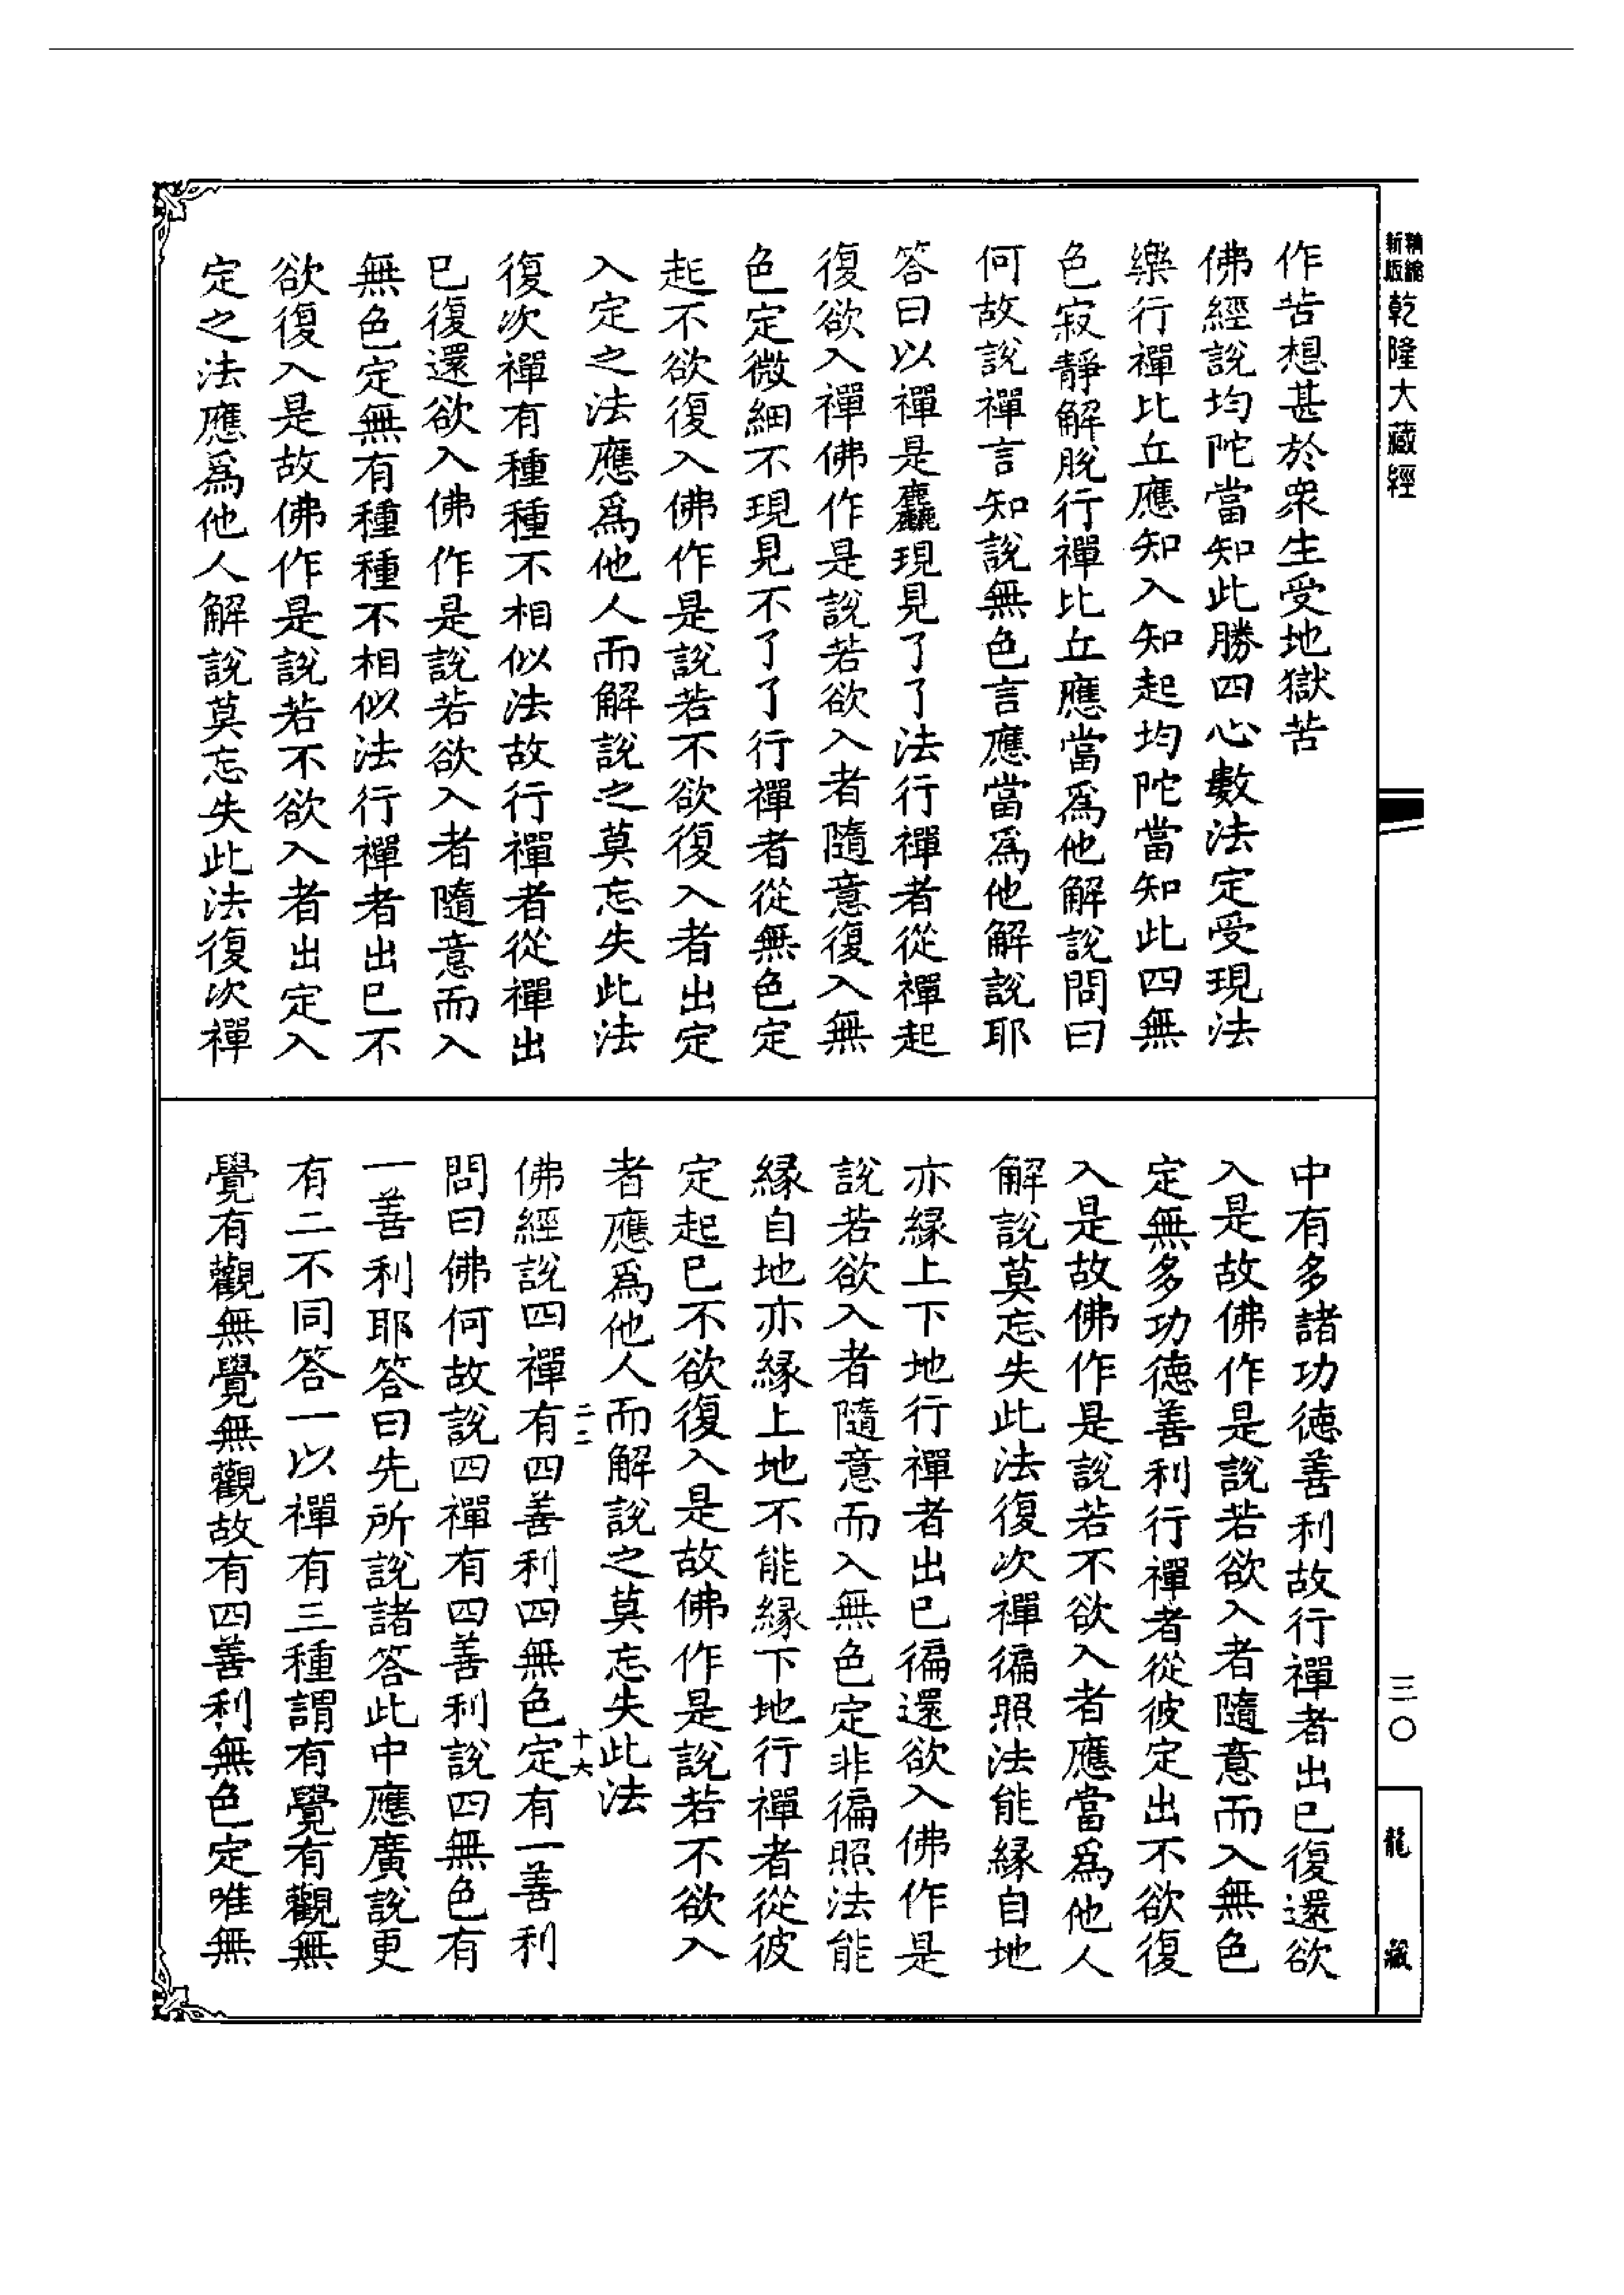 精縮新版乾隆大藏經
作苦想甚於衆生受地獄苦
佛經說均陀當知此勝四心數法定受現法
樂行禪比丘應知入知起均陀當知此四無
色寂靜解脫行禪比丘應當爲他解說問曰
何故說禪言知說無色言應當爲他解說耶
答曰以禪是麤現見了了法行禪者從禪起
復欲入禪佛作是說若欲入者隨意復入無
色定微細不現見不了了行禪者從無色定
起不欲復入佛作是說若不欲復入者出定
入定之法應爲他人而解說之莫忘失此法
復次禪有種種不相似法故行禪者從禪出
已復還欲入佛作是說若欲入者隨意而入
無色定無有種種不相似法行禪者出已不
欲復入是故佛作是說若不欲入者出定入
定之法應爲他人解說莫忘失此法復次禪
中有多諸功德善利故行禪者出已復還欲
入是故佛作是說若欲入者隨意而入無色
定無多功德善利行禪者從彼定出不欲復
入是故佛作是說若不欲入者應當爲他人
解說莫忘失此法復次禪徧照法能緣自地
亦緣上下地行禪者出已徧還欲入佛作是
說若欲入者隨意而入無色定非徧照法能
緣自地亦緣上地不能緣下地行禪者從彼
定起已不欲復入是故佛作是說若不欲入
者應爲他人而解說之莫忘失此法
二二 十六
佛經說四禪有四善利四無色定有一善利
問曰佛何故說四禪有四善利說四無色有
一善利耶答曰先所說諸答此中應廣說更
有二不同答一以禪有三種謂有覺有觀無
覺有觀無覺無觀故有四善利無色定唯無
三〇
龍藏